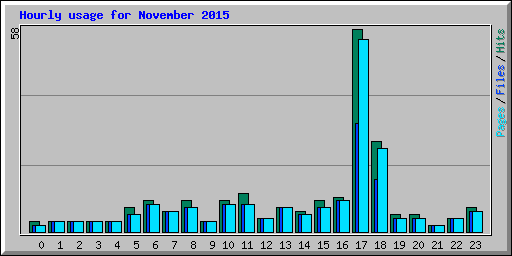 Hourly usage for November 2015
58
Pages/Files/Hits
0 1 2 3 4 5 6 7 8 9 10 11 12 13 14 15 16 17 18 19 20 21 22 23